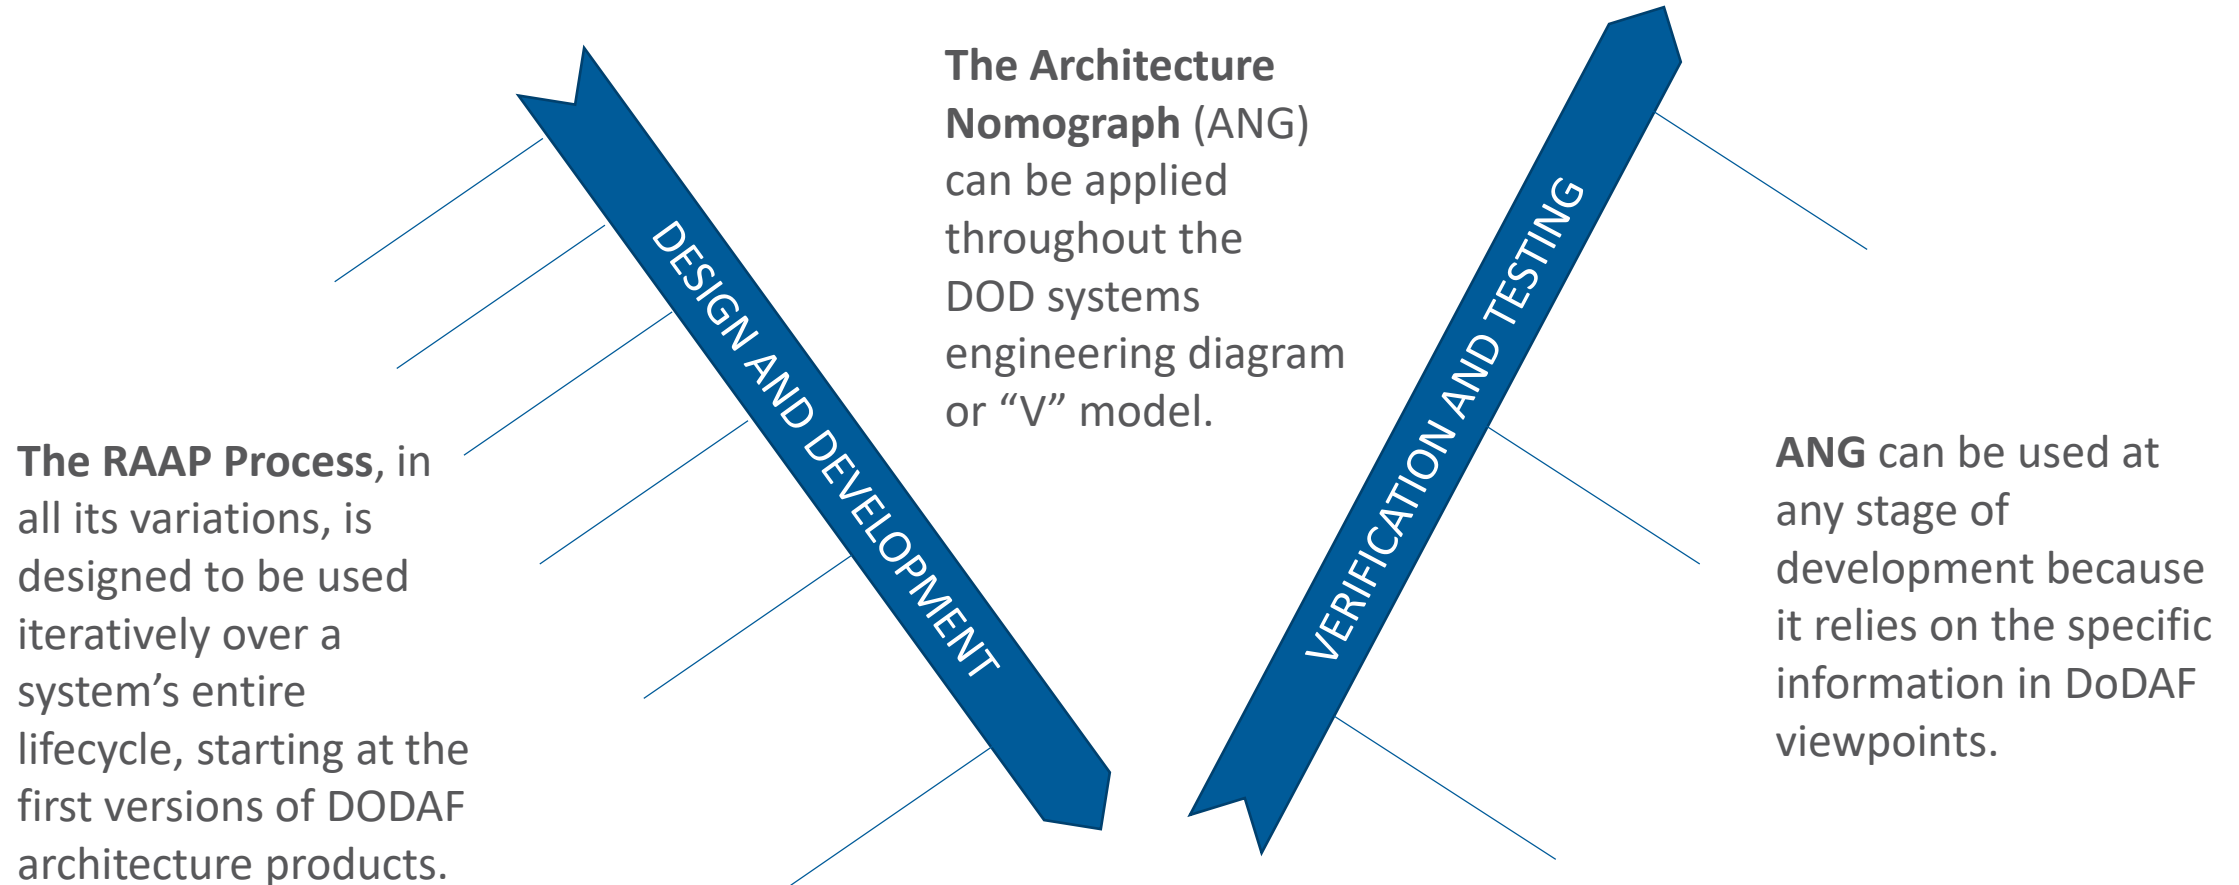 The Architecture
Nomograph (ANG)
can be applied
throughout the
DOD systems
engineering diagram
or “V” model.
DESIGN AND DEVELOPMENT
VERIFICATION AND TESTING
The RAAP Process, in
all its variations, is
designed to be used
iteratively over a
system’s entire
lifecycle, starting at the
first versions of DODAF
architecture products.
ANG can be used at
any stage of
development because
it relies on the specific
information in DoDAF
viewpoints.